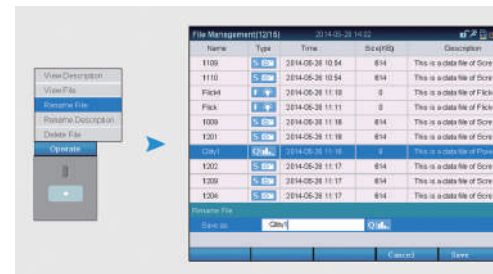 View Description
View File
Rename File
Rename Description
Delete File
Operate
File Management(12/15) 2014-05-28 14:02
Name Type Time Size(KB) Description
1109 S 2014-05-28 10:54 614 This is a data file of Scre
1110 S 2014-05-28 10:54 614 This is a data file of Scre
Flick4 2014-05-28 11:10 This is a data file of Flick
Flick 2014-05-28 11:11 0 This is a data file of Flick
1009 S 2014-05-28 11:16 614 This is a data file of Scre
1201 S 2014-05-28 11:16 614 This is a data file of Scre
Qlity1 2014-05-28 11:16 This is a data file of Powe
1202 S 2014-05-28 11:17 614 This is a data file of Scre
1209 S 2014-05-28 11:17 614 This is a data file of Scre
1204 S 2014-05-28 11:17 614 This is a data file of Scre
Rename File
Save as: Qlity1
Cancel Save